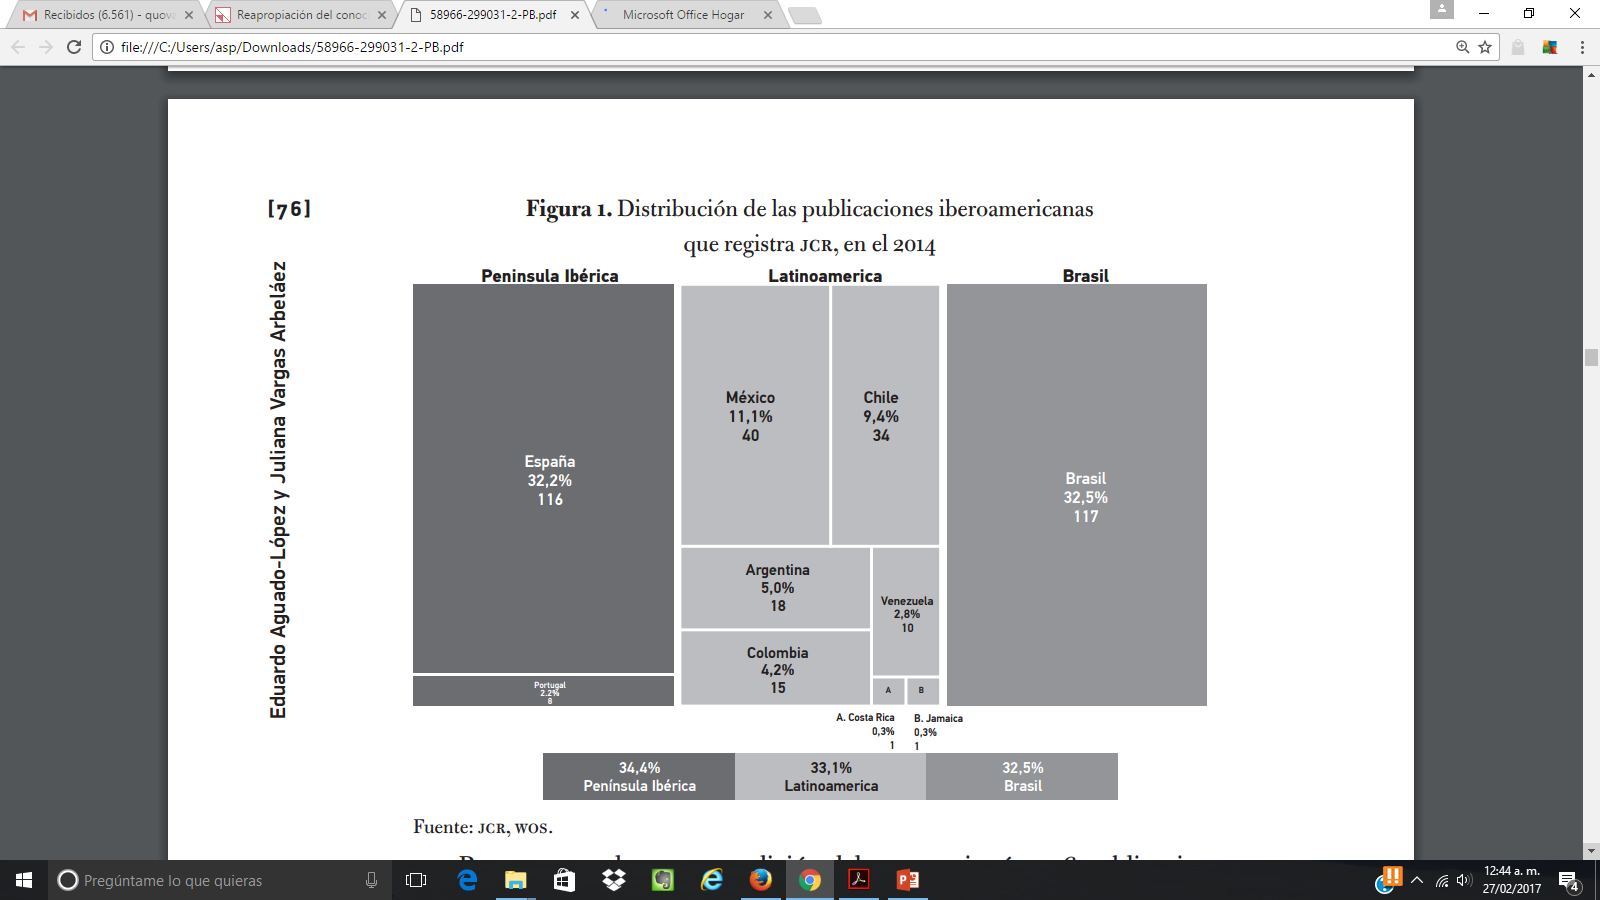 Recibidos (6.561) - quova
Reapropiación del conoc
58966-299031-2-PB.pdf
Microsoft Office Hogar
file:///C:/Users/asp/Downloads/58966-299031-2-PB.pdf
[76]
Eduardo Aguado-López y Juliana Vargas Arbeláez
Figura 1. Distribución de las publicaciones iberoamericanas
que registra JCR, en el 2014
Peninsula Ibérica
Latinoamerica
Brasil
España
32,2%
116
Portugal
2.2%
8
México
11,1%
40
Chile
9,4%
34
Argentina
5,0%
18
Colombia
4,2%
15
Venezuela
2,8%
10
A
B
A. Costa Rica
0,3%
1
B. Jamaica
0,3%
1
Brasil
32,5%
117
34,4%
Península Ibérica
33,1%
Latinoamerica
32,5%
Brasil
Fuente: JCR, WOS.
Pregúntame lo que quieras
12:44 a. m.
27/02/2017
4